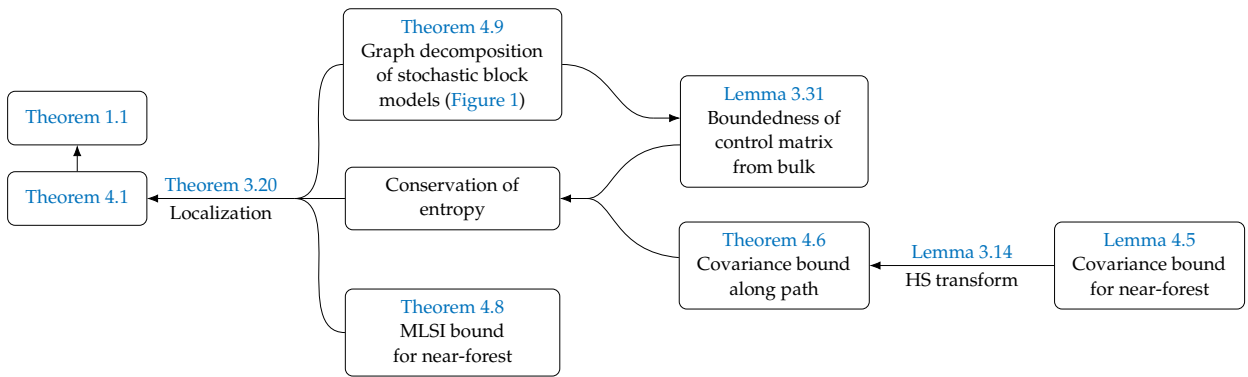 Theorem 1.1
Theorem 4.1
Theorem 3.20
Localization
Theorem 4.9
Graph decomposition
of stochastic block
models (Figure 1)
Conservation of
entropy
Theorem 4.8
MLSI bound
for near-forest
Lemma 3.31
Boundedness of
control matrix
from bulk
Theorem 4.6
Covariance bound
along path
Lemma 3.14
HS transform
Lemma 4.5
Covariance bound
for near-forest